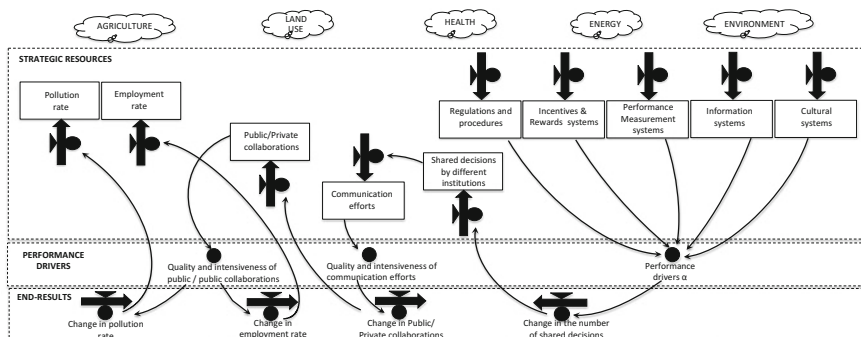 AGRICULTURE
LAND
USE
HEALTH
ENERGY
ENVIRONMENT
STRATEGIC RESOURCES
Pollution
rate
Employment
rate
Public/Private
collaborations
Communication
efforts
Shared decisions
by different
institutions
Regulations and
procedures
Incentives &
Rewards systems
Performance
Measurement
systems
Information
systems
Cultural
systems
PERFORMANCE
DRIVERS
Quality and intensiveness of
public / public collaborations
Quality and intensiveness of
communication efforts
Performance
drivers α
END-RESULTS
Change in pollution
rate
Change in
employment rate
Change in Public/
Private collaborations
Change in the number
of shared decisions